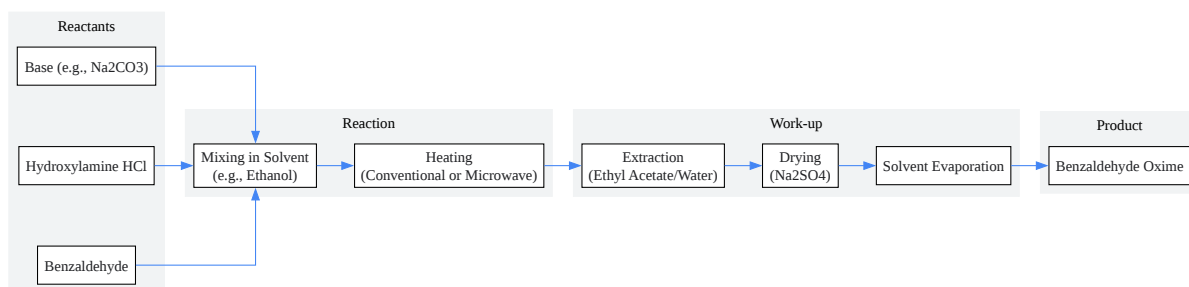 Reactants
Base (e.g., Na2CO3)
Hydroxylamine HCl
Benzaldehyde
Reaction
Mixing in Solvent
(e.g., Ethanol)
Heating
(Conventional or Microwave)
Work-up
Extraction
(Ethyl Acetate/Water)
Drying
(Na2SO4)
Solvent Evaporation
Product
Benzaldehyde Oxime